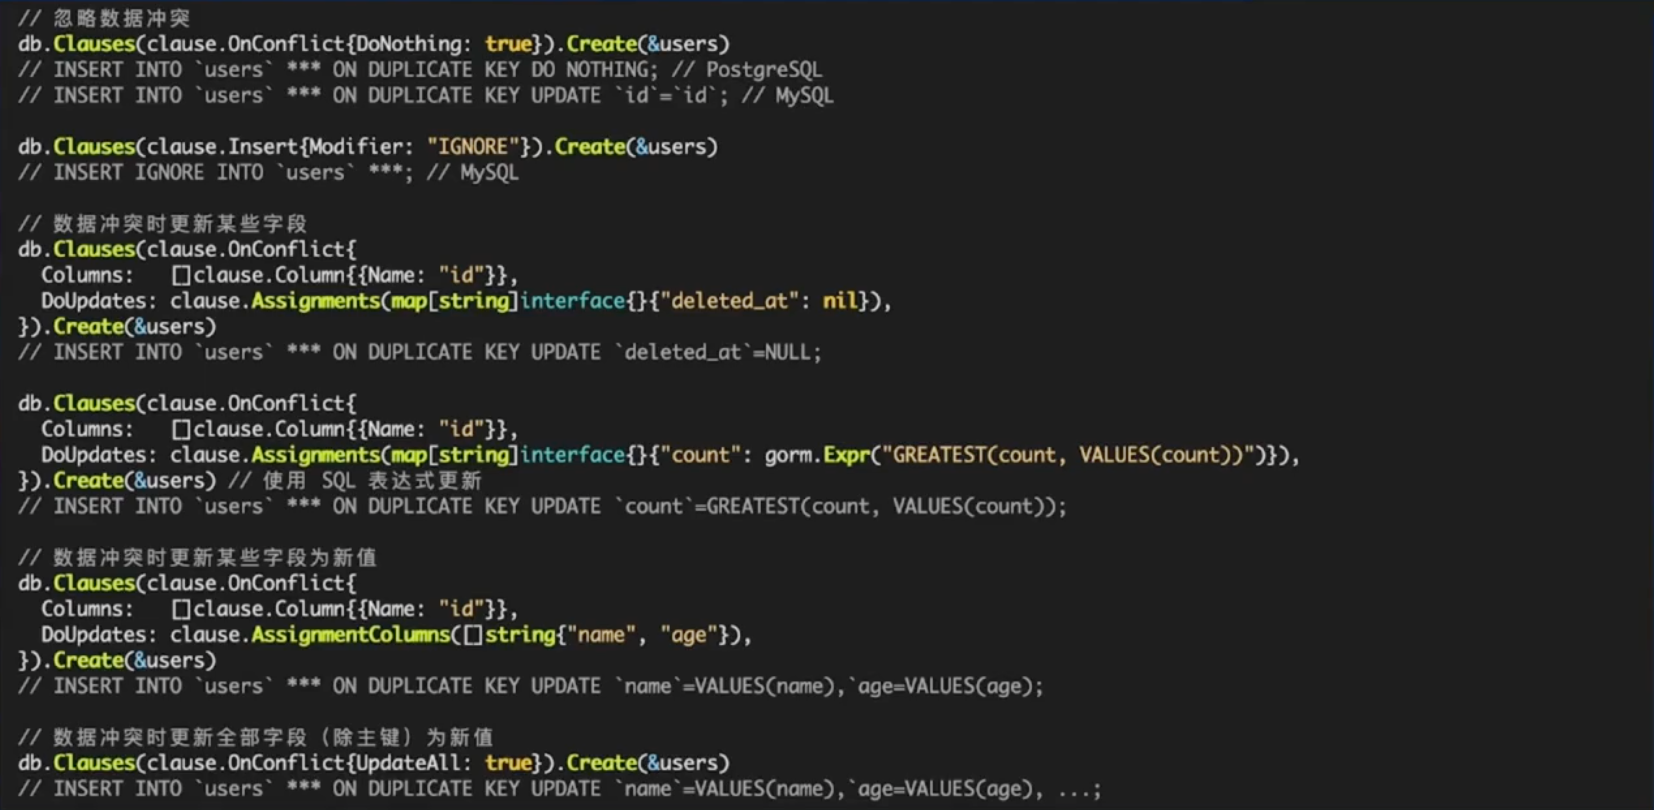 // 忽略数据冲突
db.Clauses(clause.OnConflict{DoNothing: true}).Create(&users)
// INSERT INTO `users` *** ON DUPLICATE KEY DO NOTHING; // PostgreSQL
// INSERT INTO `users` *** ON DUPLICATE KEY UPDATE `id`=`id`; // MySQL

db.Clauses(clause.Insert{Modifier: "IGNORE"}).Create(&users)
// INSERT IGNORE INTO `users` ***; // MySQL

// 数据冲突时更新某些字段
db.Clauses(clause.OnConflict{
  Columns:   []clause.Column{{Name: "id"}},
  DoUpdates: clause.Assignments(map[string]interface{}{"deleted_at": nil}),
}).Create(&users)
// INSERT INTO `users` *** ON DUPLICATE KEY UPDATE `deleted_at`=NULL;

db.Clauses(clause.OnConflict{
  Columns:   []clause.Column{{Name: "id"}},
  DoUpdates: clause.Assignments(map[string]interface{}{"count": gorm.Expr("GREATEST(count, VALUES(count))")}),
}).Create(&users) // 使用 SQL 表达式更新
// INSERT INTO `users` *** ON DUPLICATE KEY UPDATE `count`=GREATEST(count, VALUES(count));

// 数据冲突时更新某些字段为新值
db.Clauses(clause.OnConflict{
  Columns:   []clause.Column{{Name: "id"}},
  DoUpdates: clause.AssignmentColumns([]string{"name", "age"}),
}).Create(&users)
// INSERT INTO `users` *** ON DUPLICATE KEY UPDATE `name`=VALUES(name),`age=VALUES(age);

// 数据冲突时更新全部字段（除主键）为新值
db.Clauses(clause.OnConflict{UpdateAll: true}).Create(&users)
// INSERT INTO `users` *** ON DUPLICATE KEY UPDATE `name`=VALUES(name),`age=VALUES(age), ...;